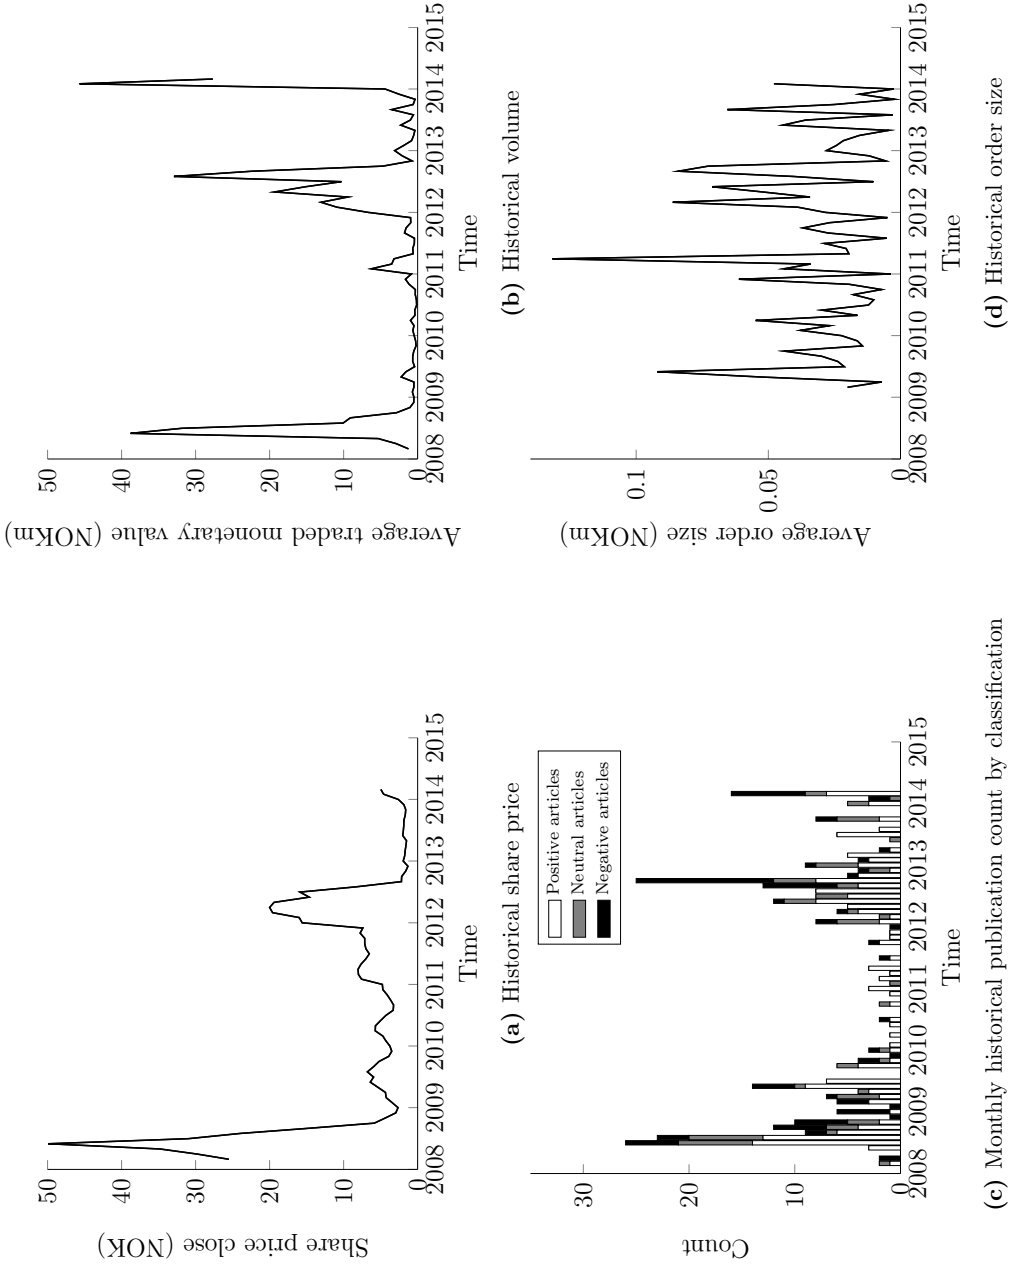 Share price close (NOK)
50
40
30
20
10
0
2008 2009 2010 2011 2012 2013 2014 2015
Time
(a) Historical share price
Average traded monetary value (NOKm)
50
40
30
20
10
0
2008 2009 2010 2011 2012 2013 2014 2015
Time
(b) Historical volume
Count
30
20
10
0
Positive articles
Neutral articles
Negative articles
2008 2009 2010 2011 2012 2013 2014 2015
Time
(c) Monthly historical publication count by classification
Average order size (NOKm)
0.1
0.05
0
2008 2009 2010 2011 2012 2013 2014 2015
Time
(d) Historical order size